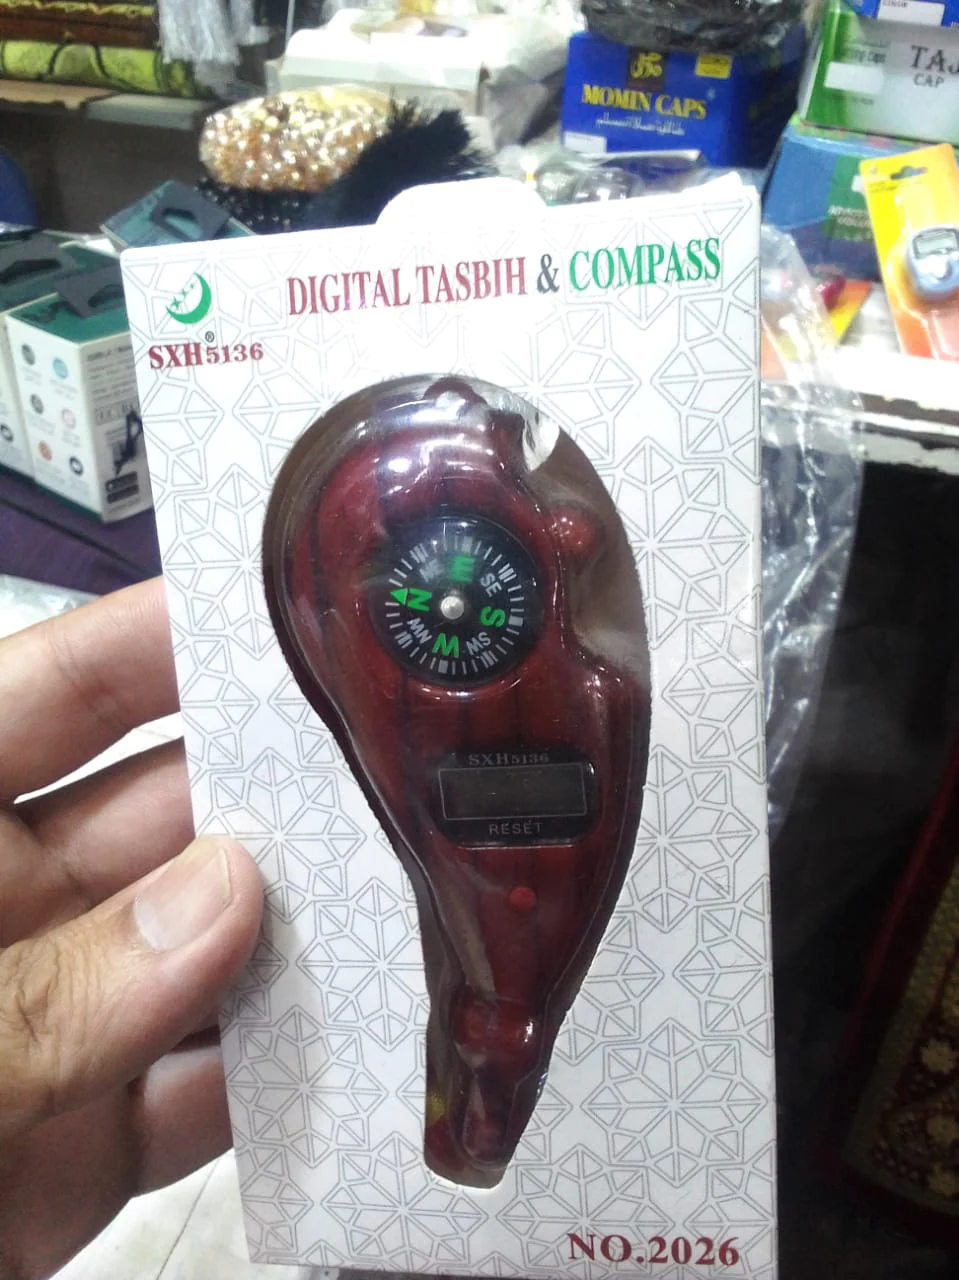 MOMIN CAPS
TAJ
CAP
DIGITAL TASBIH & COMPASS
®
SXH5136
N
NE
E
SE
S
SW
W
NW
SXH5136
RESET
NO.2026